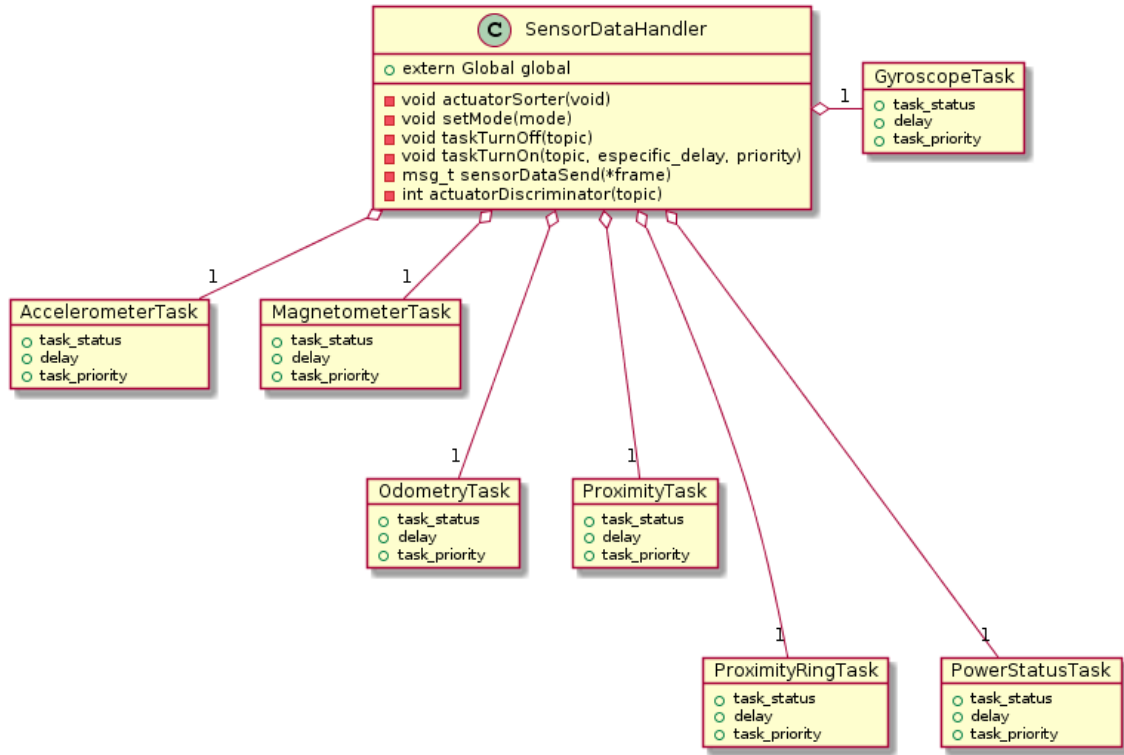 C SensorDataHandler
extern Global global
void actuatorSorter(void)
void setMode(mode)
void taskTurnOff(topic)
void taskTurnOn(topic, especific_delay, priority)
msg_t sensorDataSend(*frame)
int actuatorDiscriminator(topic)
1
GyroscopeTask
task_status
delay
task_priority
1
AccelerometerTask
task_status
delay
task_priority
1
MagnetometerTask
task_status
delay
task_priority
1
OdometryTask
task_status
delay
task_priority
1
ProximityTask
task_status
delay
task_priority
1
ProximityRingTask
task_status
delay
task_priority
1
PowerStatusTask
task_status
delay
task_priority